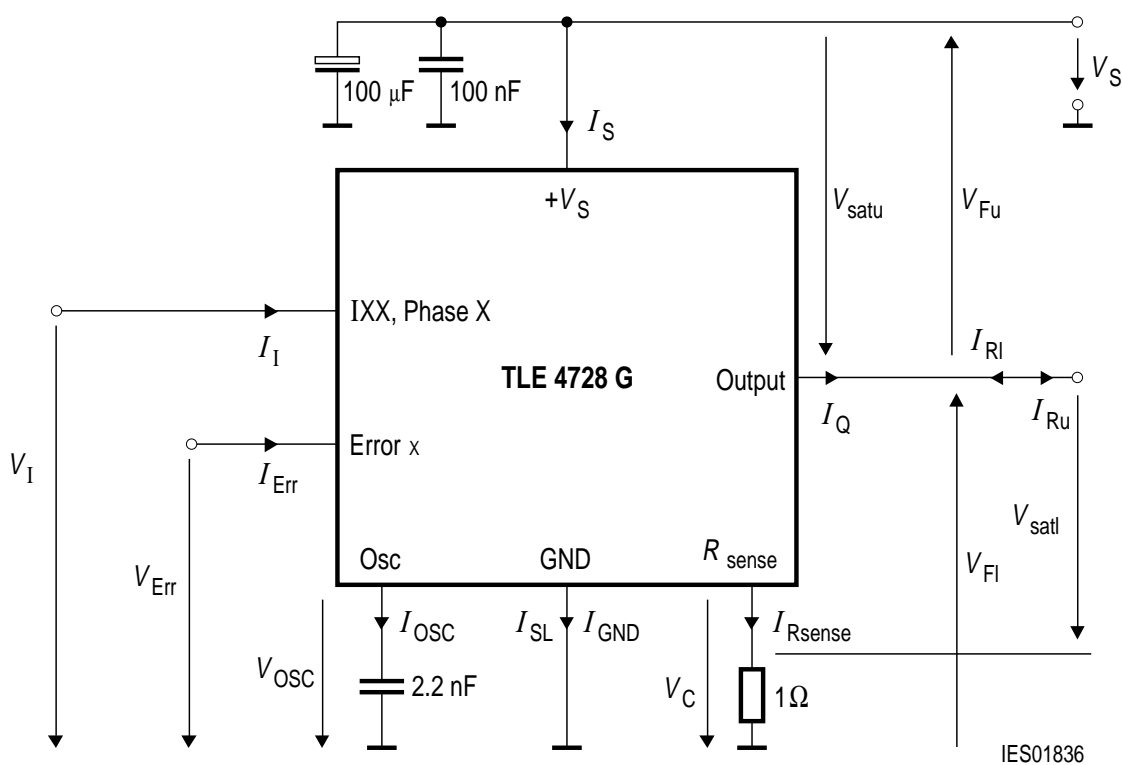 100 μF
100 nF
I_S
V_S
+V_S
V_satu
V_Fu
IXX, Phase X
I_I
I_Rl
TLE 4728 G
Output
I_Q
I_Ru
V_I
Error x
I_Err
V_satl
V_Err
Osc
GND
R_sense
V_Fl
I_OSC
I_SL
I_GND
I_Rsense
V_OSC
2.2 nF
V_C
1Ω
IES01836